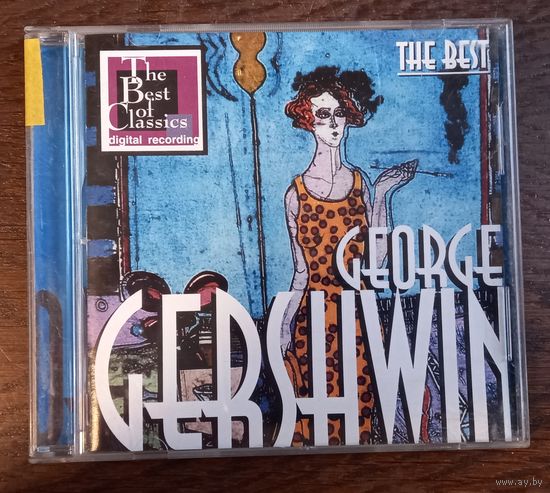 The
Best
of
Classics
digital recording
THE BEST
GEORGE
GERSHWIN
www.ay.by